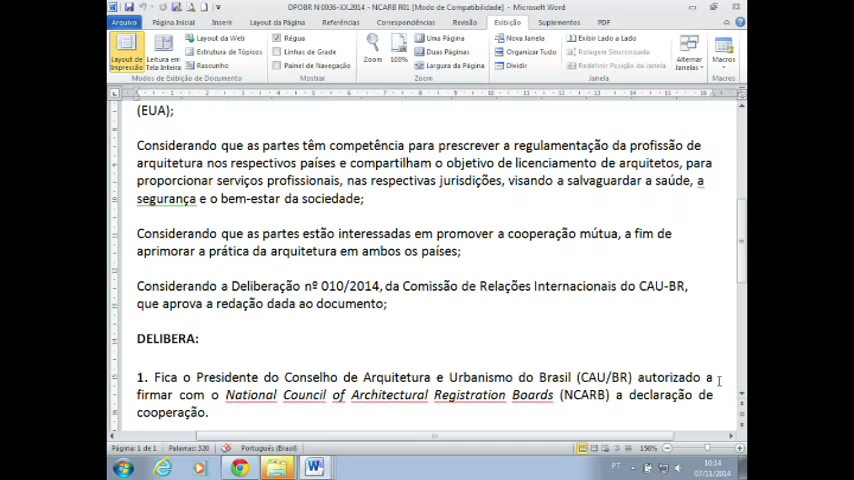 DPOBR N 0036-XX.2014 - NCARB R01 [Modo de Compatibilidade] - Microsoft Word
Arquivo Página Inicial Inserir Layout da Página Referências Correspondências Revisão Exibição Suplementos PDF
Layout de Impressão
Leitura em Tela Inteira
Layout da Web
Estrutura de Tópicos
Rascunho
Modos de Exibição de Documento
Régua
Linhas de Grade
Painel de Navegação
Mostrar
Zoom
100%
Uma Página
Duas Páginas
Largura da Página
Zoom
Nova Janela
Organizar Tudo
Dividir
Exibir Lado a Lado
Rolagem Sincronizada
Redefinir Posição da Janela
Janela
Alternar Janelas
Macros
Macros
(EUA);
Considerando que as partes têm competência para prescrever a regulamentação da profissão de
arquitetura nos respectivos países e compartilham o objetivo de licenciamento de arquitetos, para
proporcionar serviços profissionais, nas respectivas jurisdições, visando a salvaguardar a saúde, a
segurança e o bem-estar da sociedade;
Considerando que as partes estão interessadas em promover a cooperação mútua, a fim de
aprimorar a prática da arquitetura em ambos os países;
Considerando a Deliberação nº 010/2014, da Comissão de Relações Internacionais do CAU-BR,
que aprova a redação dada ao documento;
DELIBERA:
1. Fica o Presidente do Conselho de Arquitetura e Urbanismo do Brasil (CAU/BR) autorizado a
firmar com o National Council of Architectural Registration Boards (NCARB) a declaração de
cooperação.
Página: 1 de 1 Palavras: 320 Português (Brasil) 150%
PT 10:14
07/11/2014